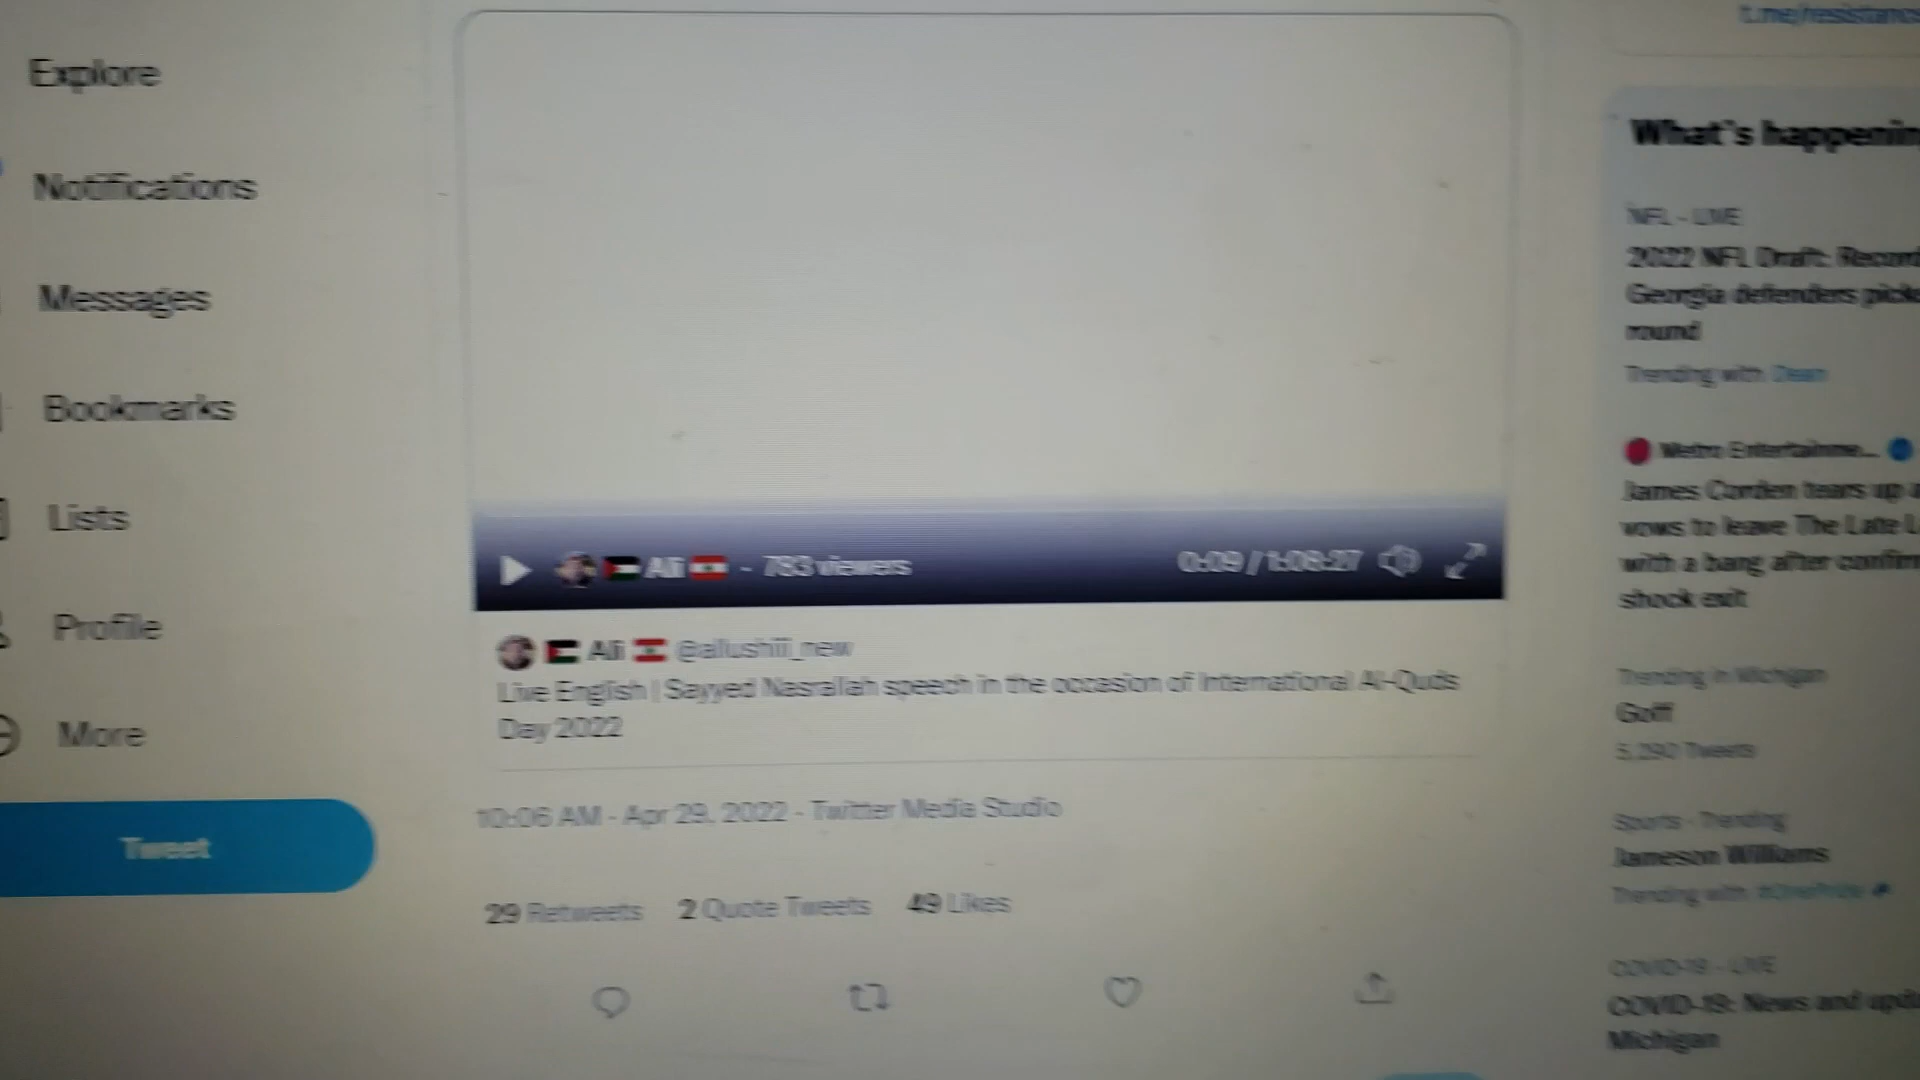 Explore
Notifications
Messages
Bookmarks
Lists
Profile
More
Tweet
Ali - 783 viewers
0:09 / 1:08:27
Ali @allushiii_new
Live English | Sayyed Nasrallah speech in the occasion of International Al-Quds
Day 2022
10:06 AM · Apr 29, 2022 · Twitter Media Studio
29 Retweets 2 Quote Tweets 49 Likes
t.me/resistanc
What's happenin
NFL · LIVE
2022 NFL Draft: Record
Georgia defenders pick
round
Trending with Dean
Metro Entertainme...
James Corden tears up a
vows to leave The Late L
with a bang after confirm
shock exit
Trending in Michigan
Goff
5,290 Tweets
Sports · Trending
Jameson Williams
Trending with #OnePride
COVID-19 · LIVE
COVID-19: News and upd
Michigan